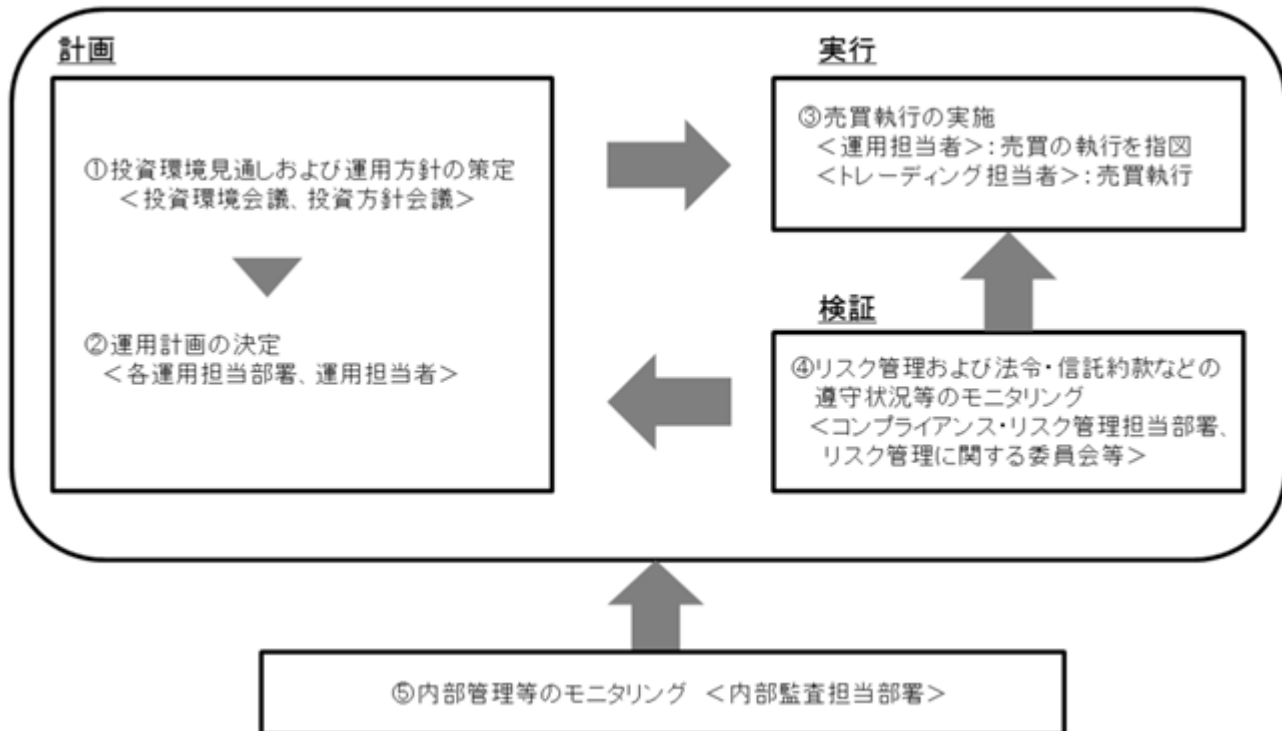 計画
①投資環境見通しおよび運用方針の策定
＜投資環境会議、投資方針会議＞
②運用計画の決定
＜各運用担当部署、運用担当者＞
実行
③売買執行の実施
＜運用担当者＞：売買の執行を指図
＜トレーディング担当者＞：売買執行
検証
④リスク管理および法令・信託約款などの
遵守状況等のモニタリング
＜コンプライアンス・リスク管理担当部署、
リスク管理に関する委員会等＞
⑤内部管理等のモニタリング ＜内部監査担当部署＞